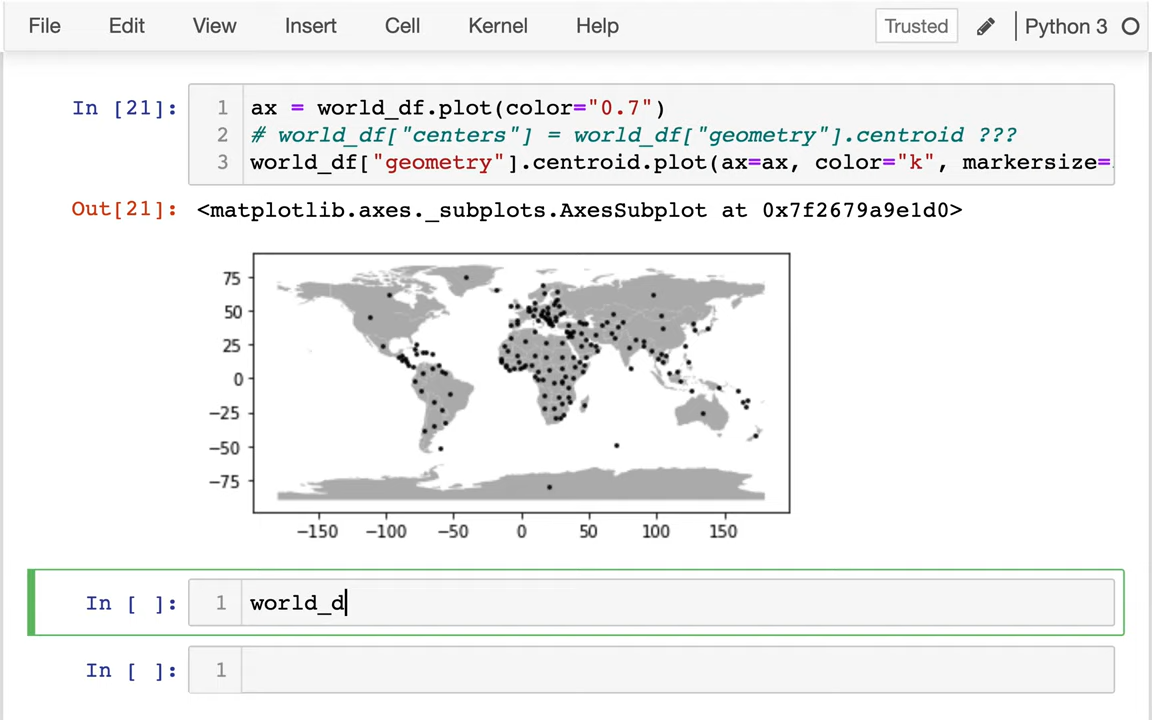 File Edit View Insert Cell Kernel Help Trusted Python 3
In [21]:
1 ax = world_df.plot(color="0.7")
2 # world_df["centers"] = world_df["geometry"].centroid ???
3 world_df["geometry"].centroid.plot(ax=ax, color="k", markersize=
Out[21]: <matplotlib.axes._subplots.AxesSubplot at 0x7f2679a9e1d0>
75
50
25
0
−25
−50
−75
−150 −100 −50 0 50 100 150
In [ ]: 1 world_d
In [ ]: 1